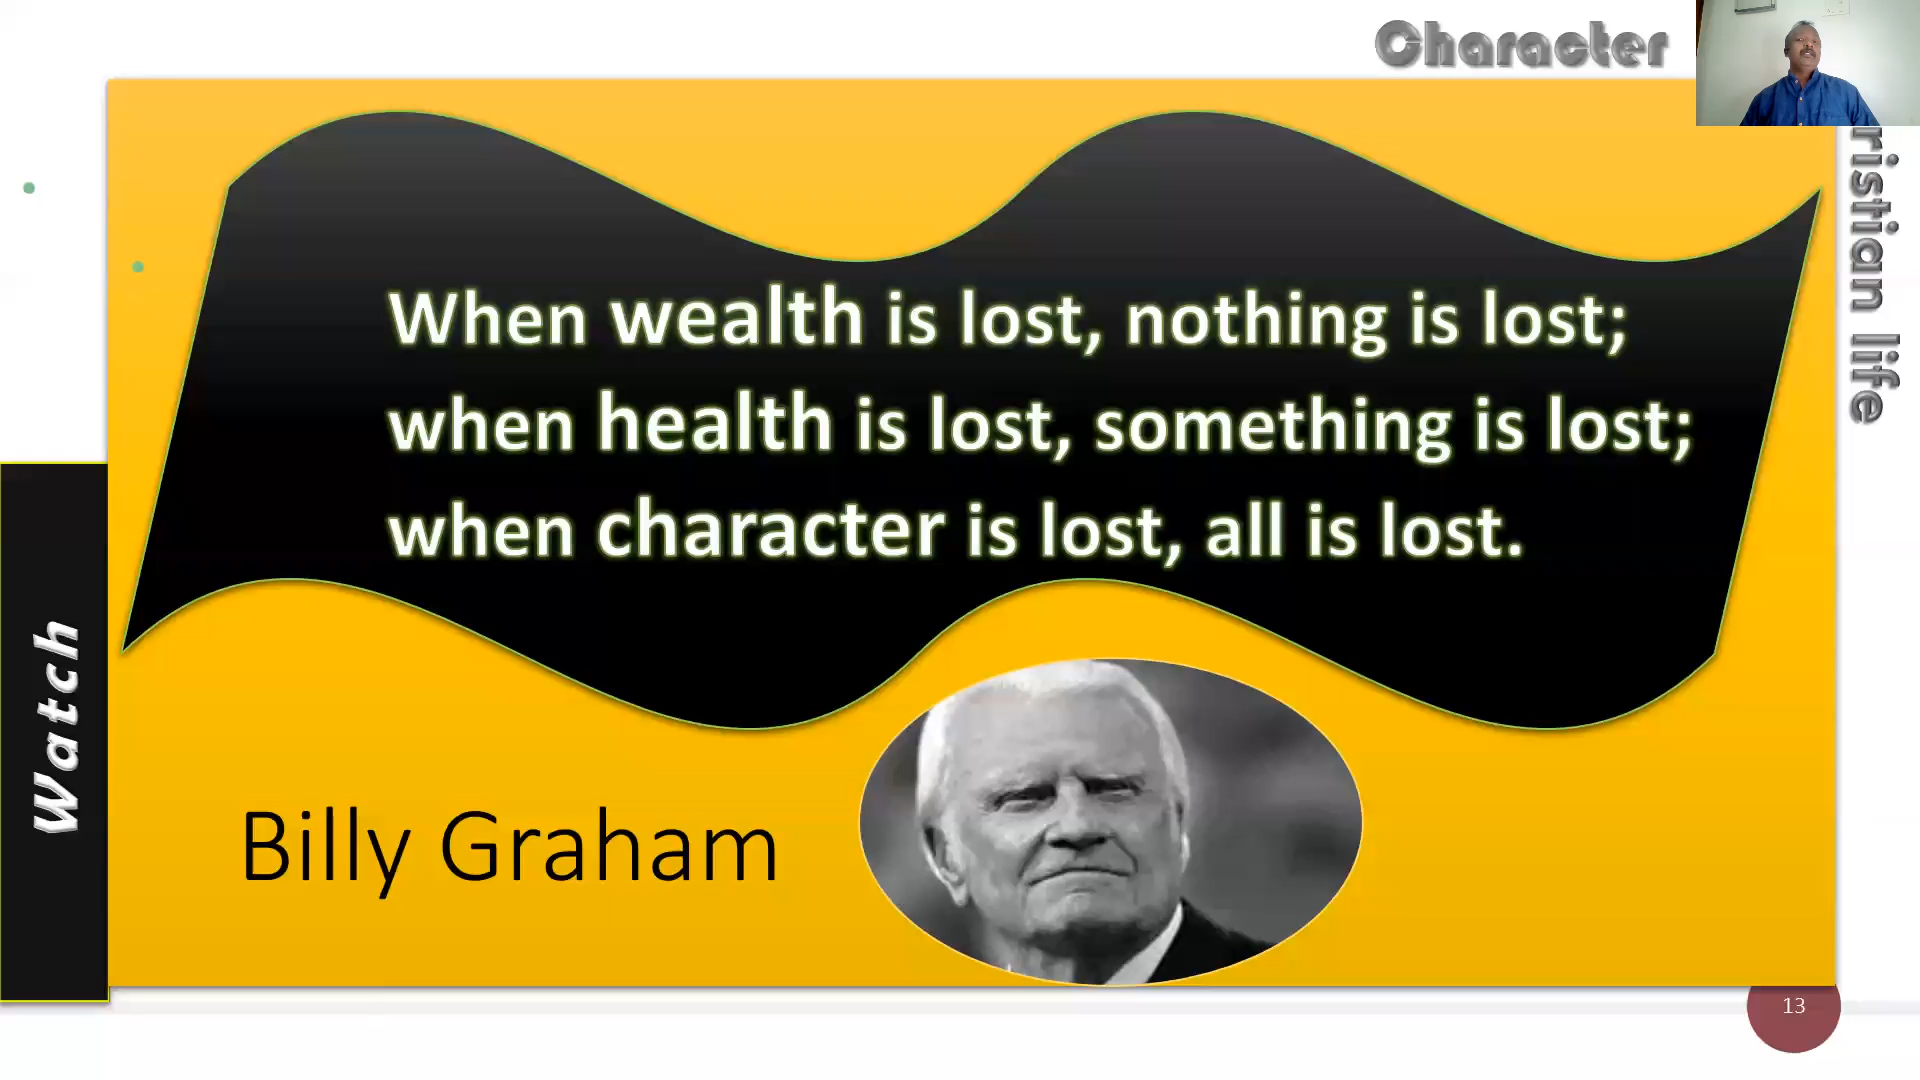 Character
ristian life
When wealth is lost, nothing is lost;
when health is lost, something is lost;
when character is lost, all is lost.
Watch
Billy Graham
13